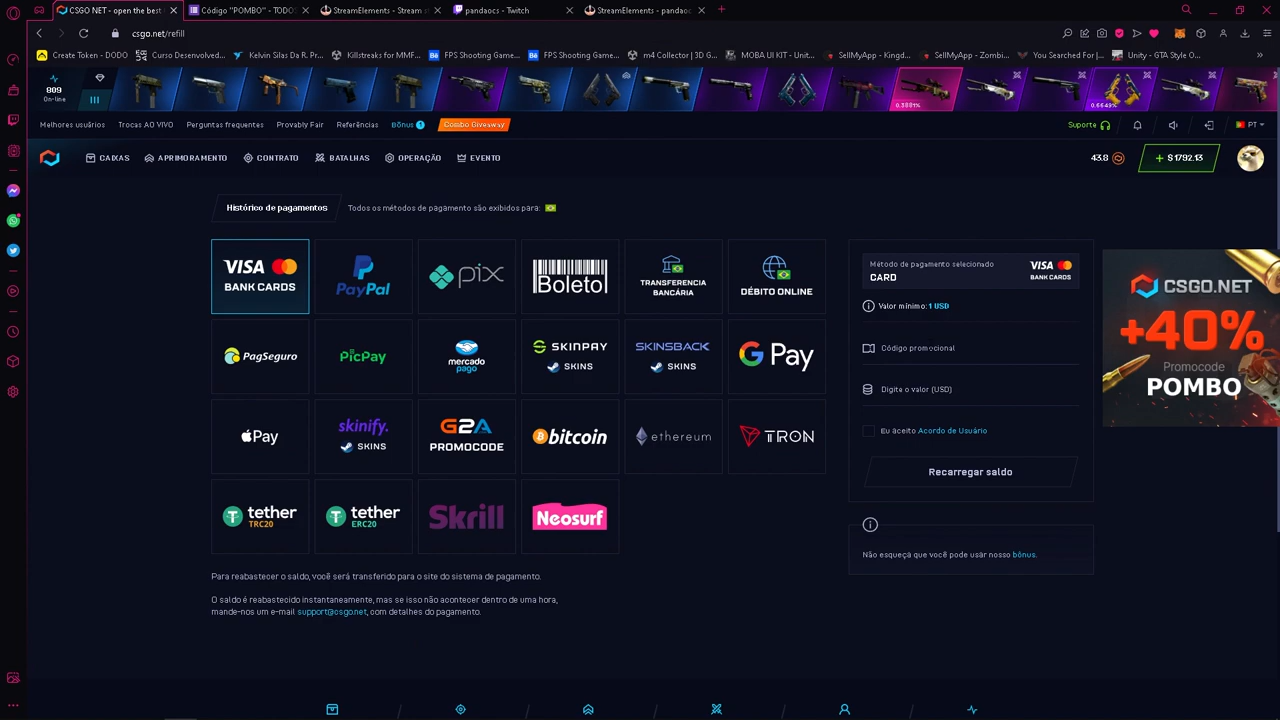 CSGO.NET - open the best
Código "POMBO" - TODOS
StreamElements - Stream s
pandaocs - Twitch
StreamElements - pandaoc
csgo.net/refill
Create Token - DODO
Curso Desenvolved...
Kelvin Silas Da R. Pr...
Killstreaks for MMF...
FPS Shooting Game...
FPS Shooting Game...
m4 Collector | 3D G...
MOBA UI Kit - Unit...
SellMyApp - Kingd...
SellMyApp - Zombi...
You Searched For |...
Unity - GTA Style O...
809
On-line
0.3881%
0.6649%
Melhores usuários
Trocas AO VIVO
Perguntas frequentes
Provably Fair
Referências
Bônus
Combo Giveaway
Suporte
PT
CAIXAS
APRIMORAMENTO
CONTRATO
BATALHAS
OPERAÇÃO
EVENTO
43.8
+ $ 1792.13
Histórico de pagamentos
Todos os métodos de pagamento são exibidos para:
VISA
BANK CARDS
PayPal
pix
Boleto
TRANSFERENCIA
BANCÁRIA
DÉBITO ONLINE
PagSeguro
PicPay
mercado
pago
SKINPAY
SKINS
SKINSBACK
SKINS
G Pay
Pay
skinify.
SKINS
G2A
PROMOCODE
bitcoin
ethereum
TRON
tether
TRC20
tether
ERC20
Skrill
Neosurf
Para reabastecer o saldo, você será transferido para o site do sistema de pagamento.
O saldo é reabastecido instantaneamente, mas se isso não acontecer dentro de uma hora,
mande-nos um e-mail support@csgo.net, com detalhes do pagamento.
Método de pagamento selecionado
CARD
VISA
BANK CARDS
Valor mínimo: 1 USD
Código promocional
Digite o valor (USD)
Eu aceito Acordo de Usuário
Recarregar saldo
Não esqueça que você pode usar nosso bônus.
CSGO.NET
+40%
Promocode
POMBO